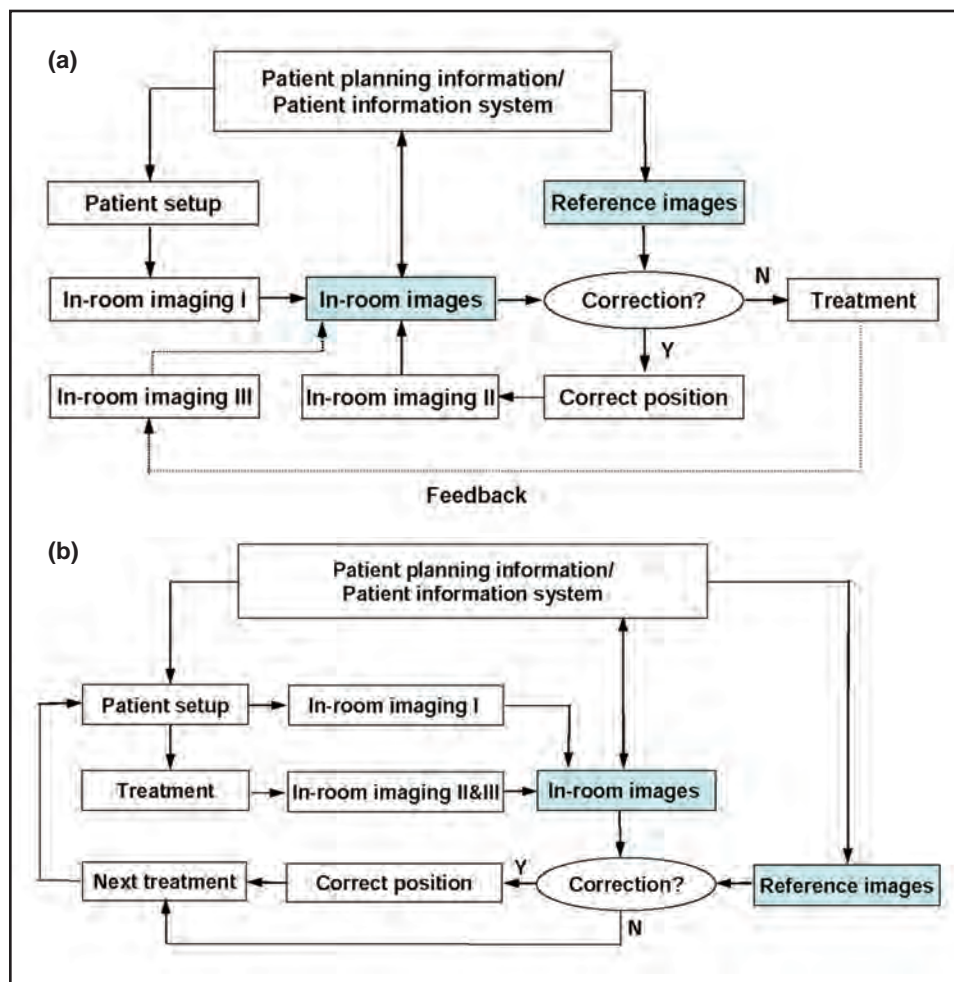 (a)
Patient planning information/
Patient information system
Patient setup
Reference images
In-room imaging I
In-room images
Correction?
N
Treatment
Y
In-room imaging III
In-room imaging II
Correct position
Feedback
(b)
Patient planning information/
Patient information system
Patient setup
In-room imaging I
Treatment
In-room imaging II&III
In-room images
Next treatment
Correct position
Y
Correction?
Reference images
N